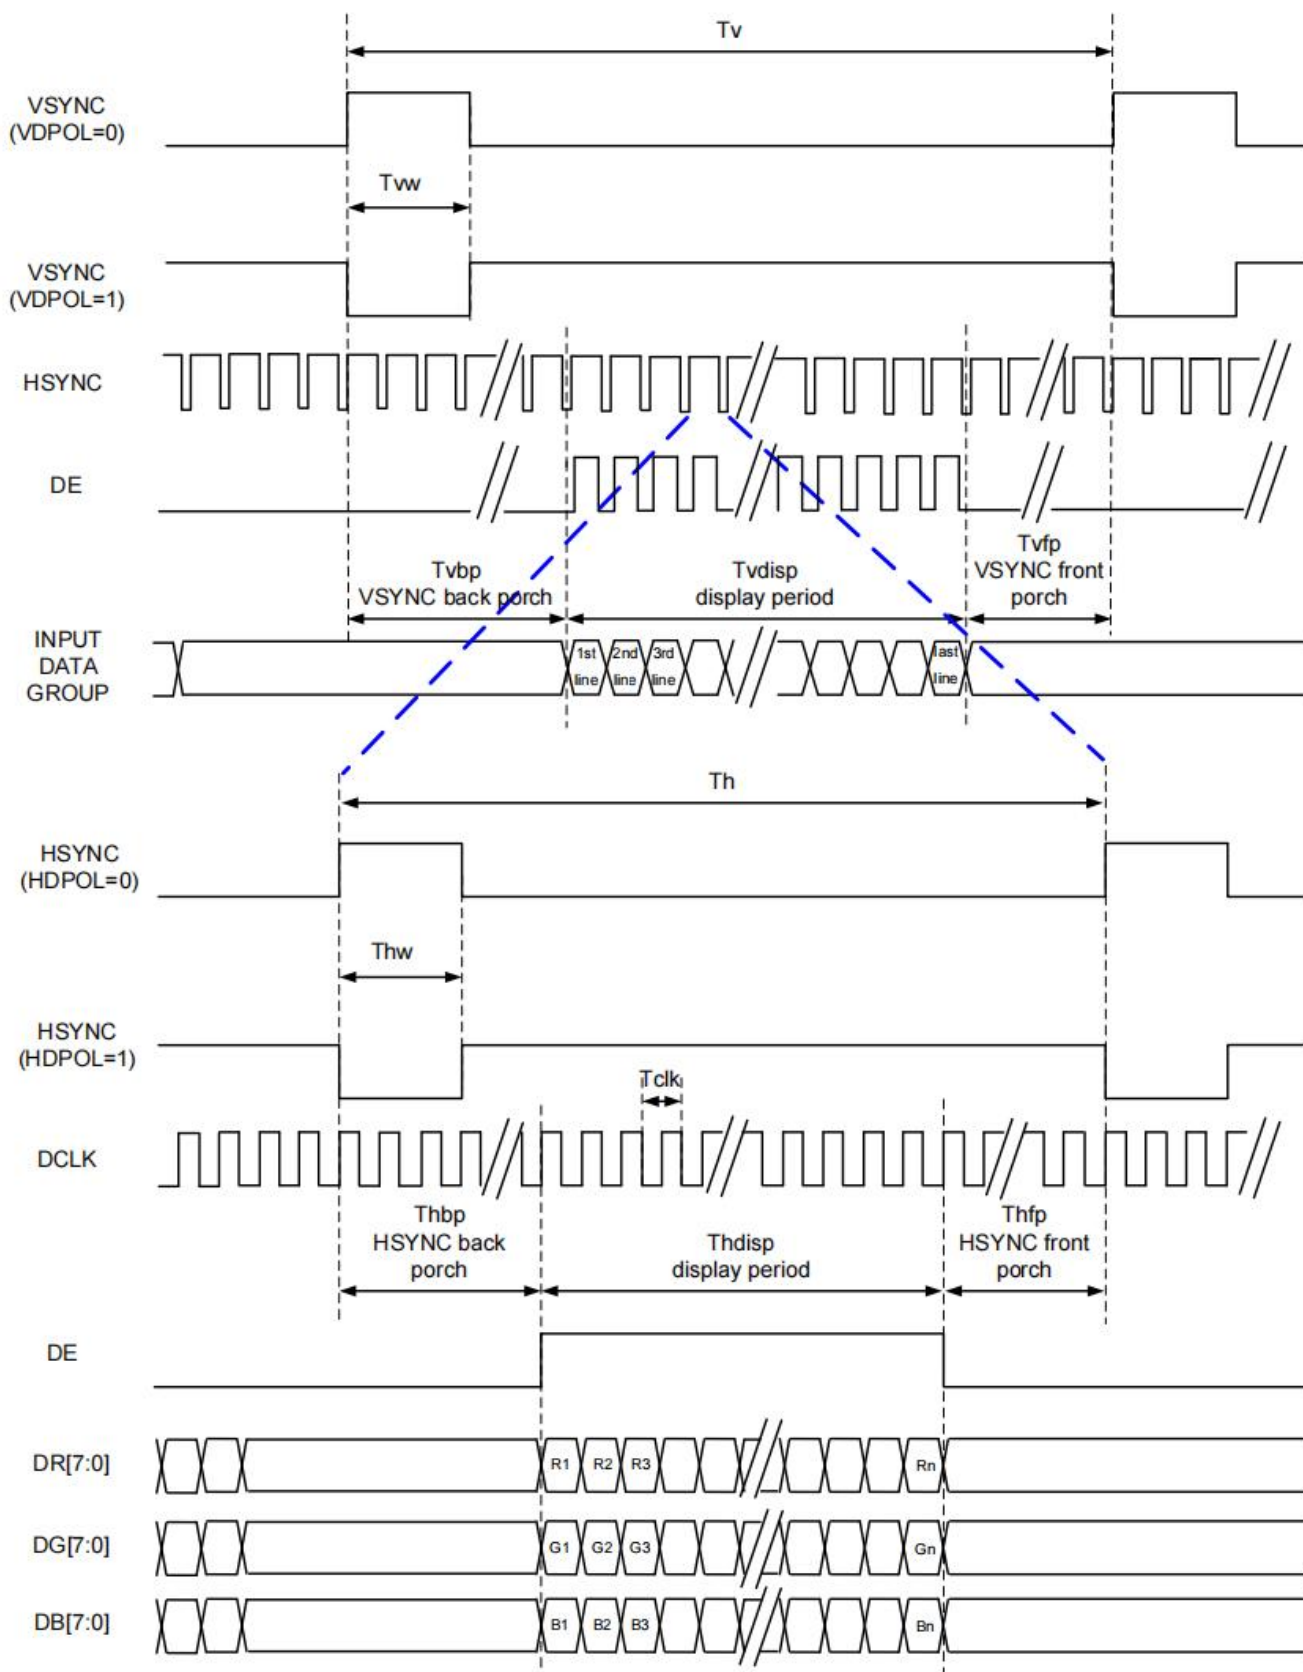 Tv
VSYNC
(VDPOL=0)
Tvw
VSYNC
(VDPOL=1)
HSYNC
DE
Tvbp
VSYNC back porch
Tvdisp
display period
Tvfp
VSYNC front
porch
INPUT
DATA
GROUP
1st
line
2nd
line
3rd
line
last
line
Th
HSYNC
(HDPOL=0)
Thw
HSYNC
(HDPOL=1)
Tclk
DCLK
Thbp
HSYNC back
porch
Thdisp
display period
Thfp
HSYNC front
porch
DE
DR[7:0]
R1
R2
R3
Rn
DG[7:0]
G1
G2
G3
Gn
DB[7:0]
B1
B2
B3
Bn